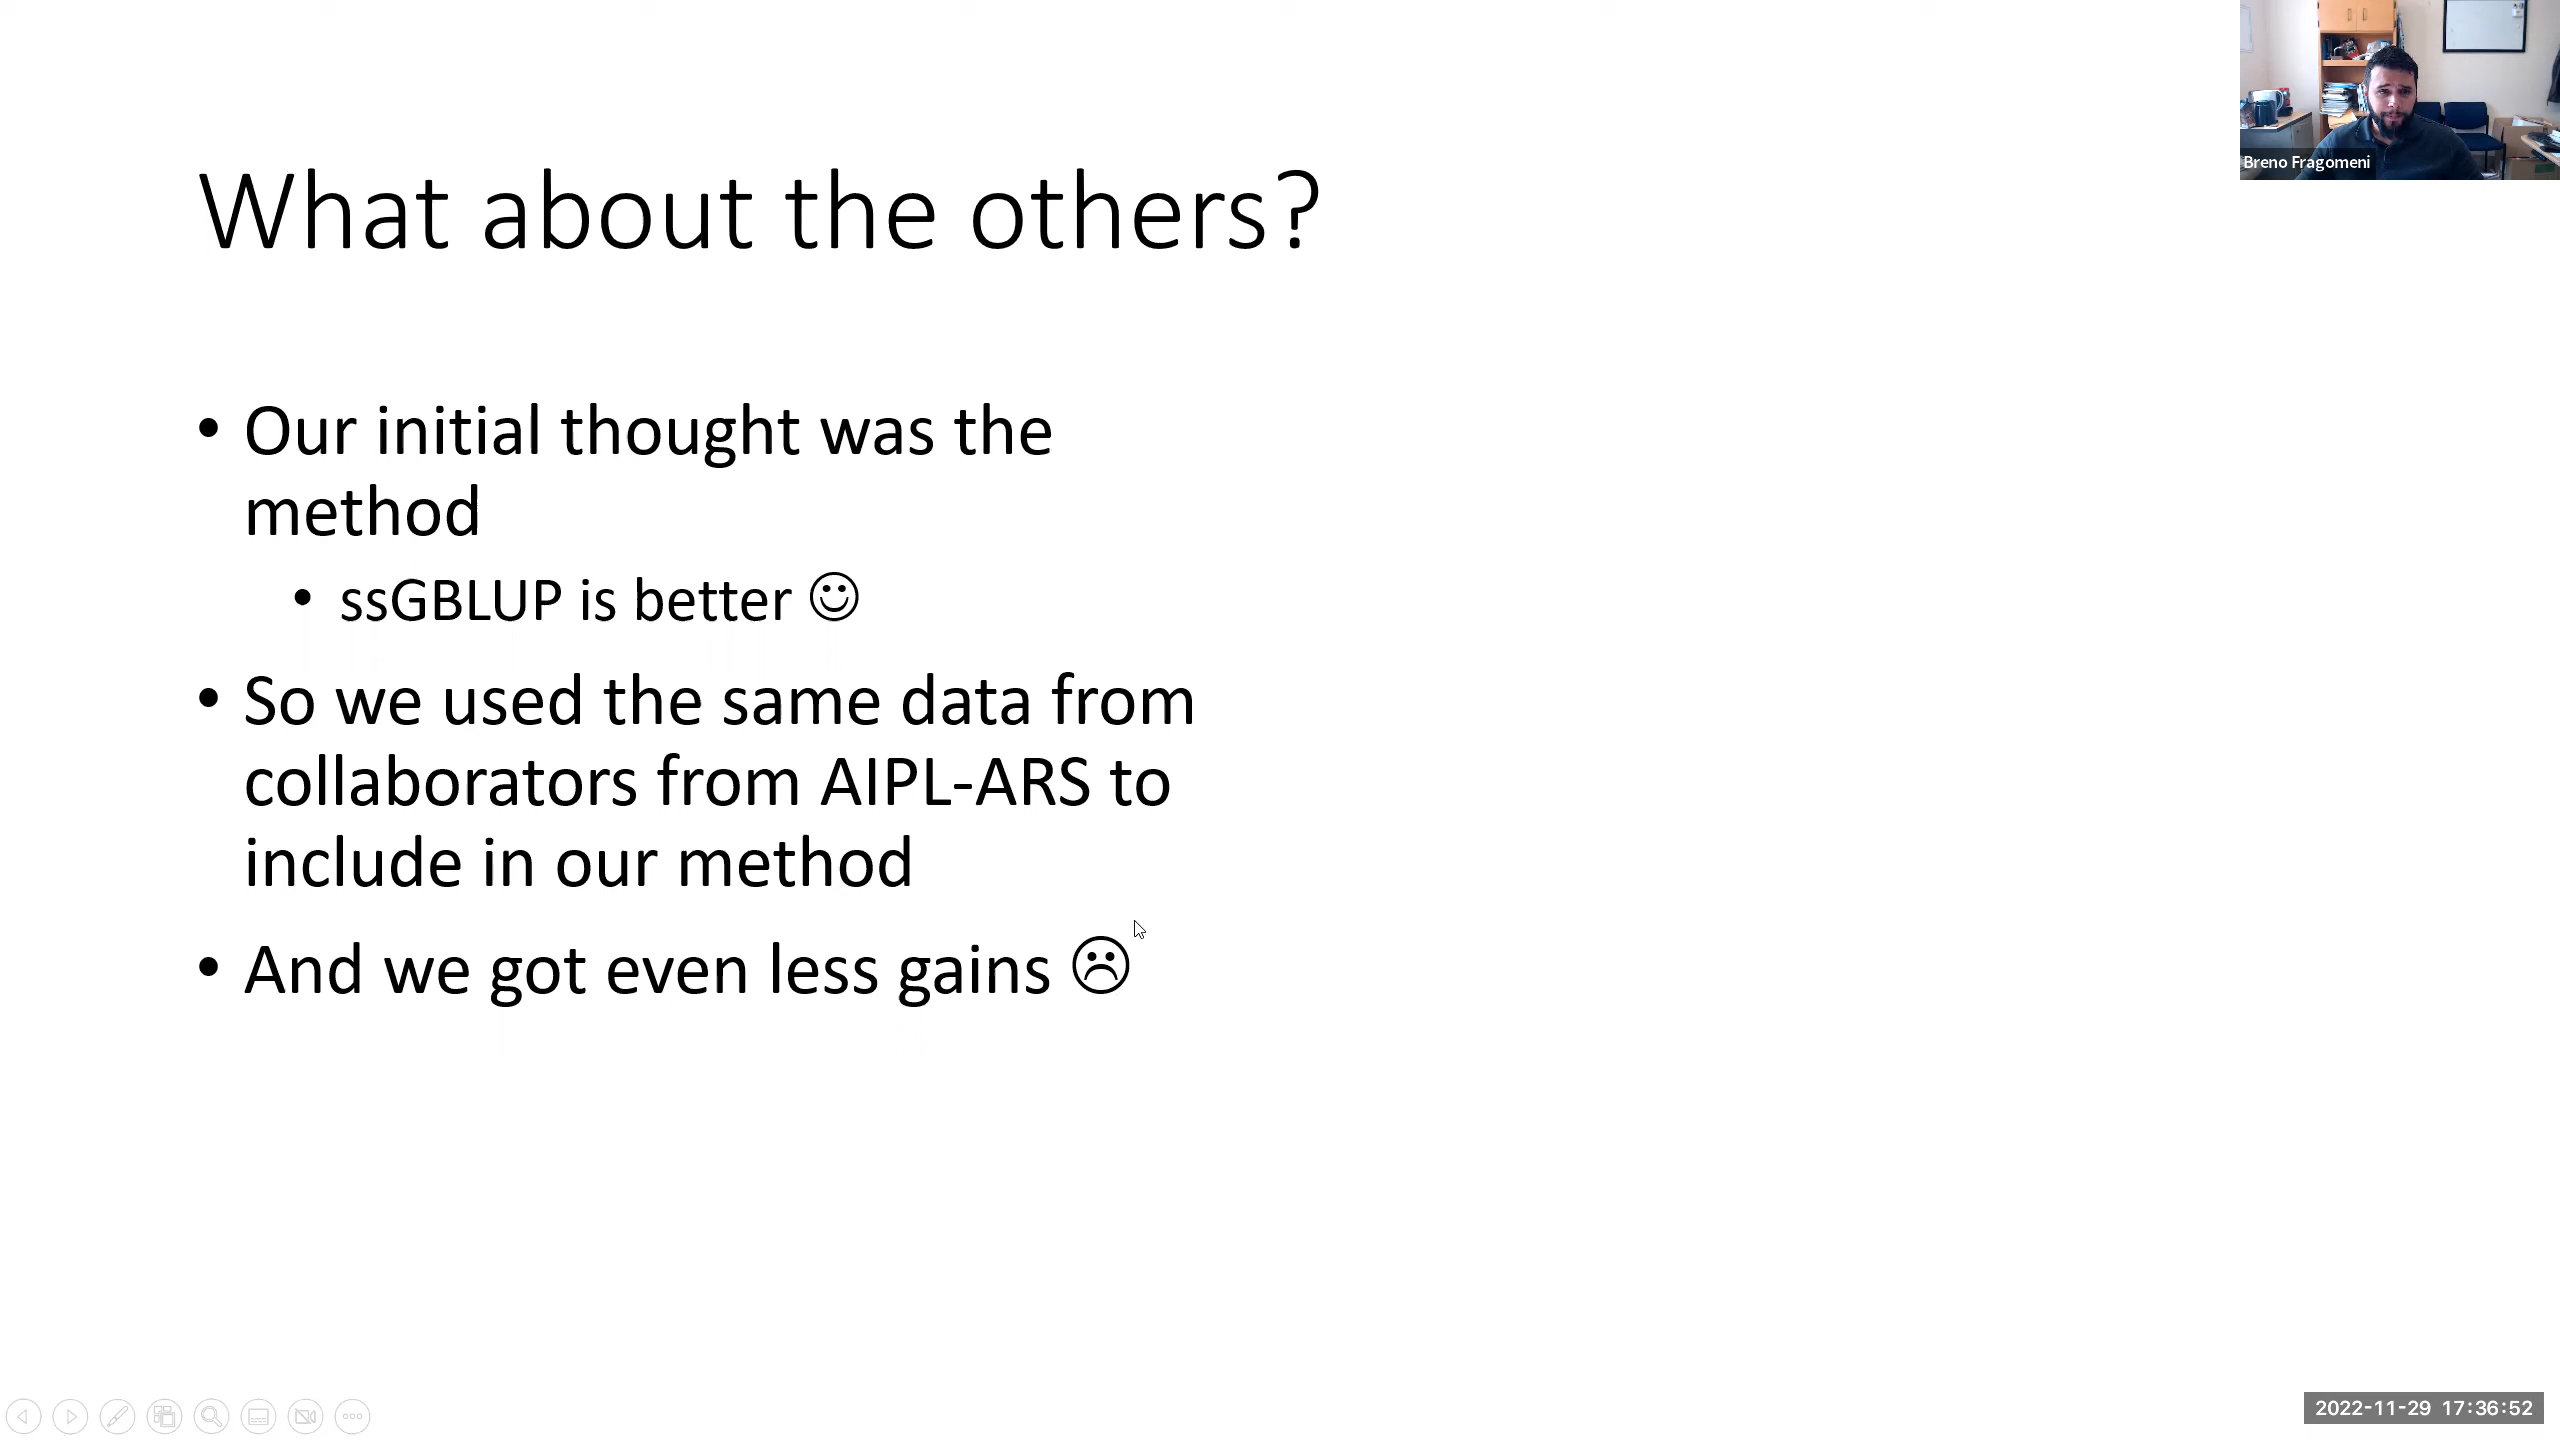 Breno Fragomeni
What about the others?
• Our initial thought was the
method
• ssGBLUP is better ☺
• So we used the same data from
collaborators from AIPL-ARS to
include in our method
• And we got even less gains ☹
2022-11-29 17:36:52